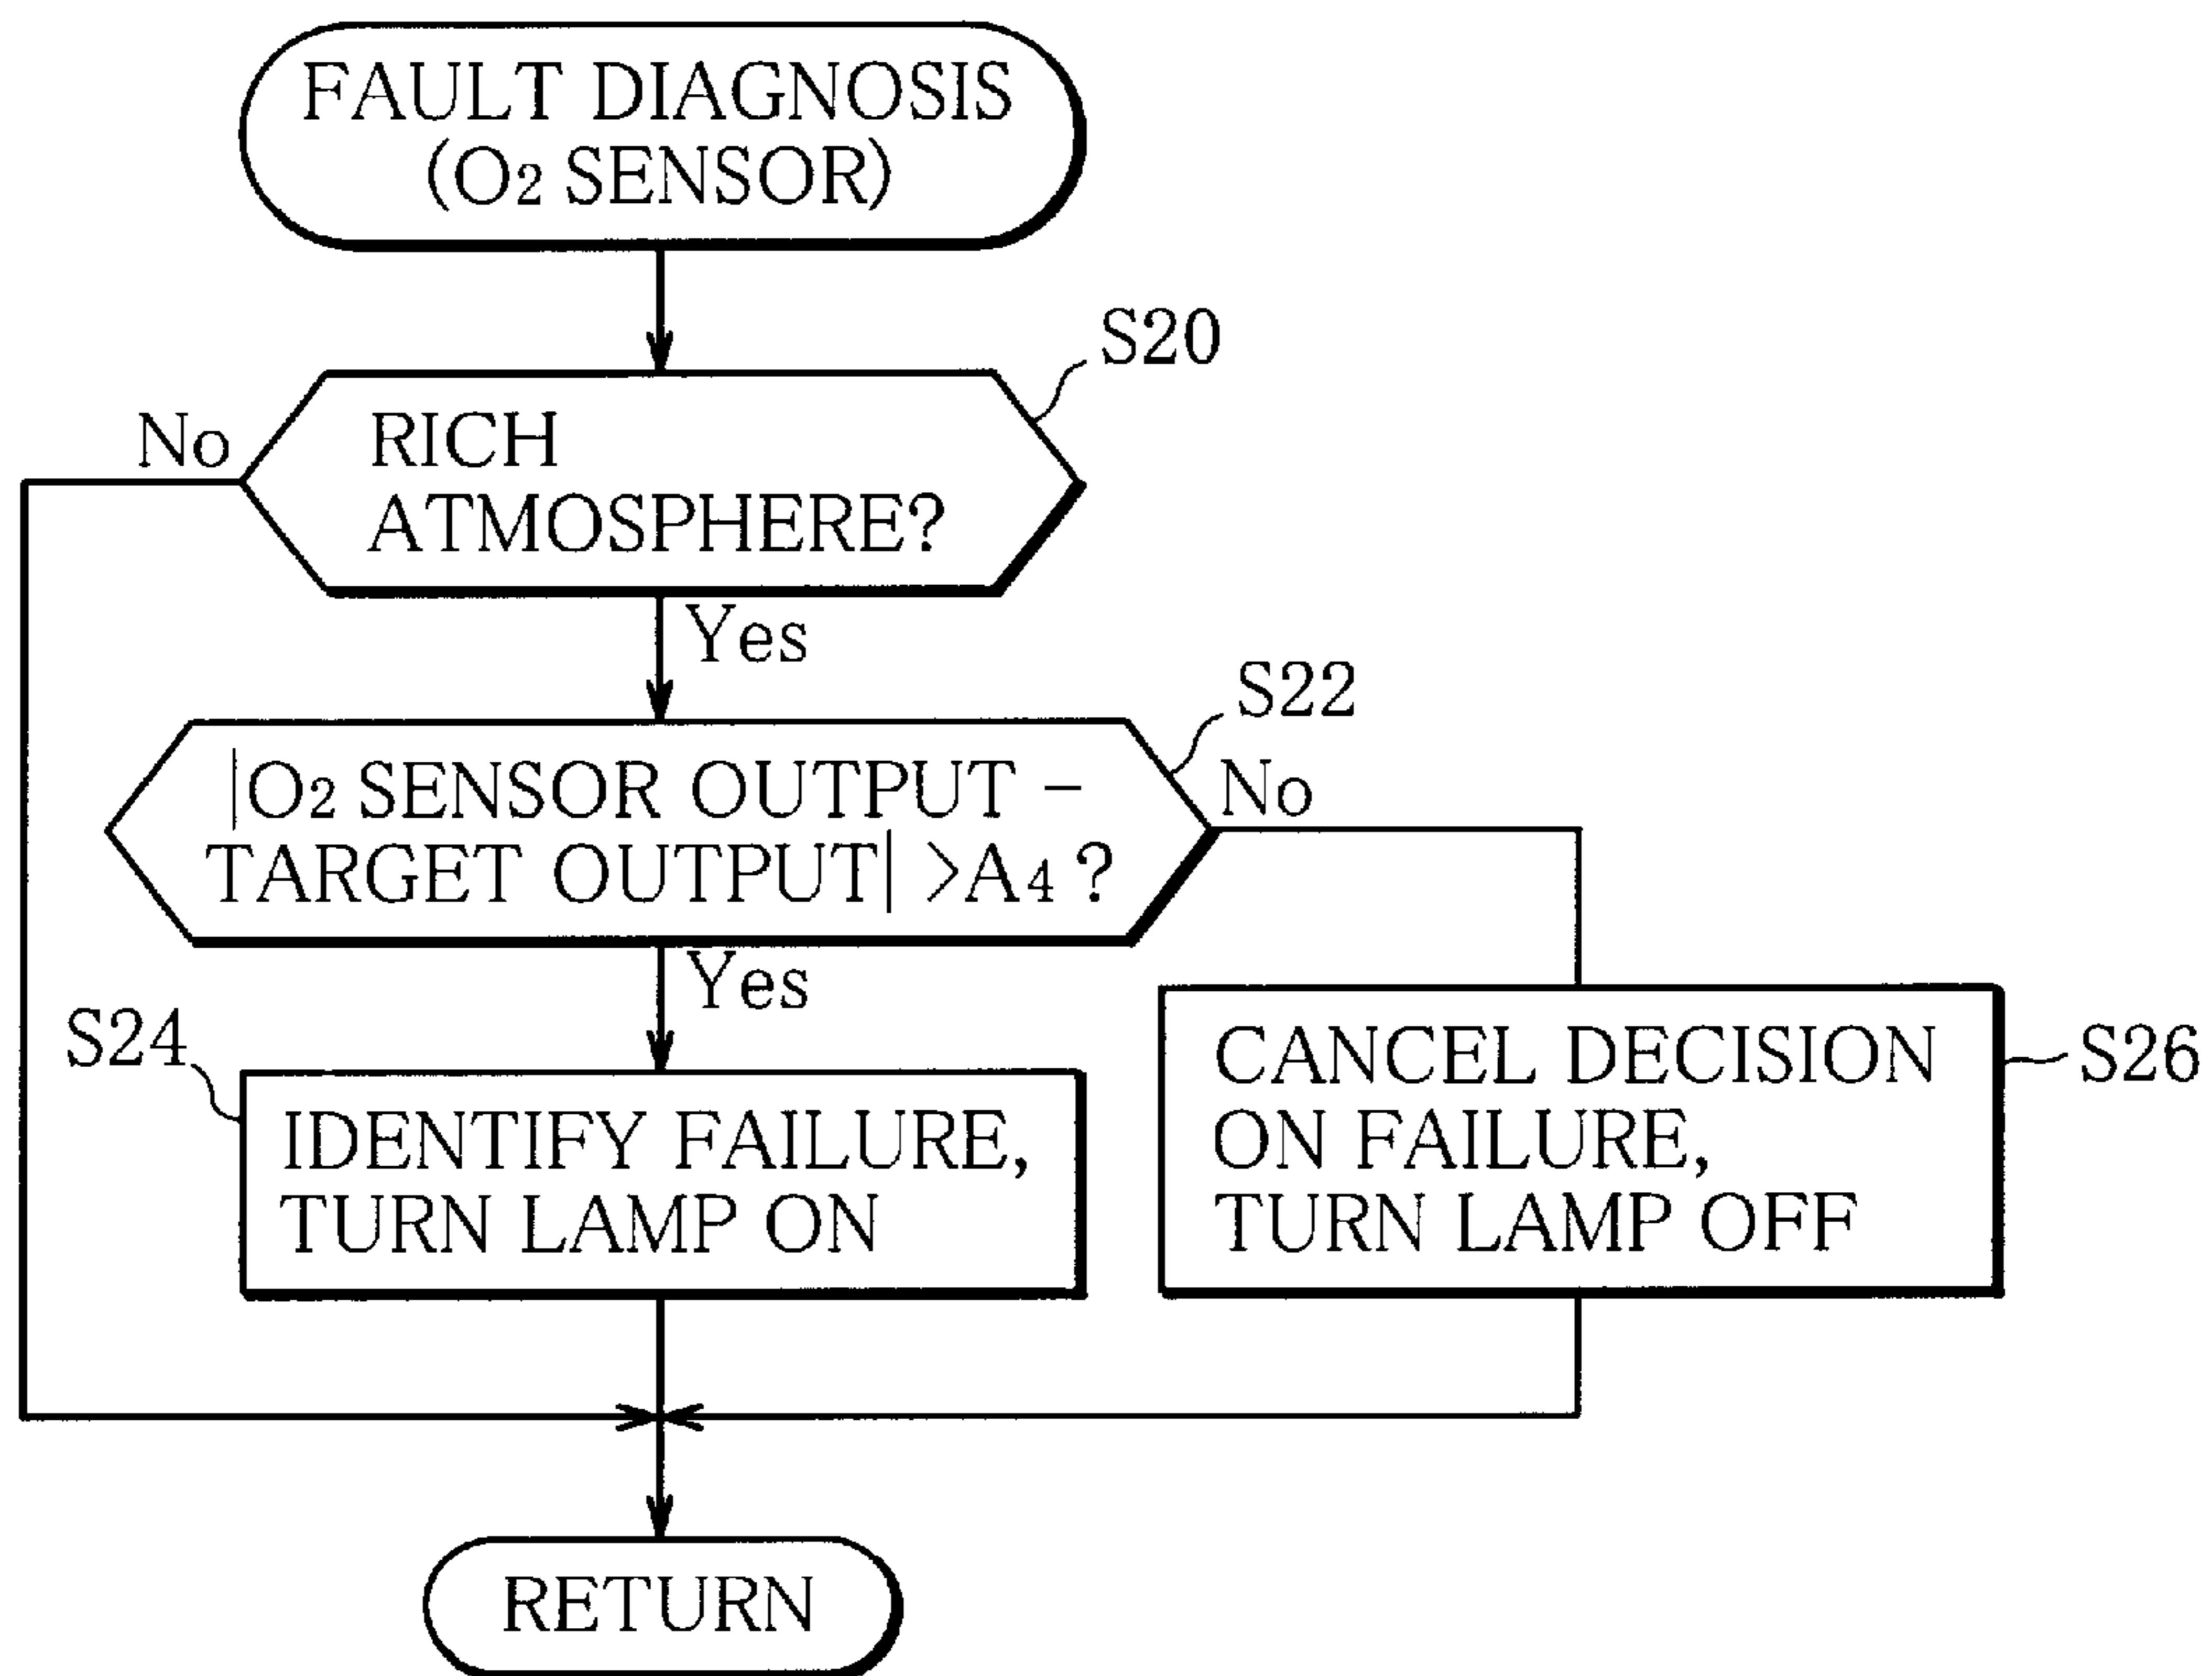 FAULT DIAGNOSIS
(O2 SENSOR)
S20
No
RICH
ATMOSPHERE?
Yes
S22
|O2 SENSOR OUTPUT –
TARGET OUTPUT| >A4 ?
No
Yes
S24
IDENTIFY FAILURE,
TURN LAMP ON
CANCEL DECISION
ON FAILURE,
TURN LAMP OFF
S26
RETURN